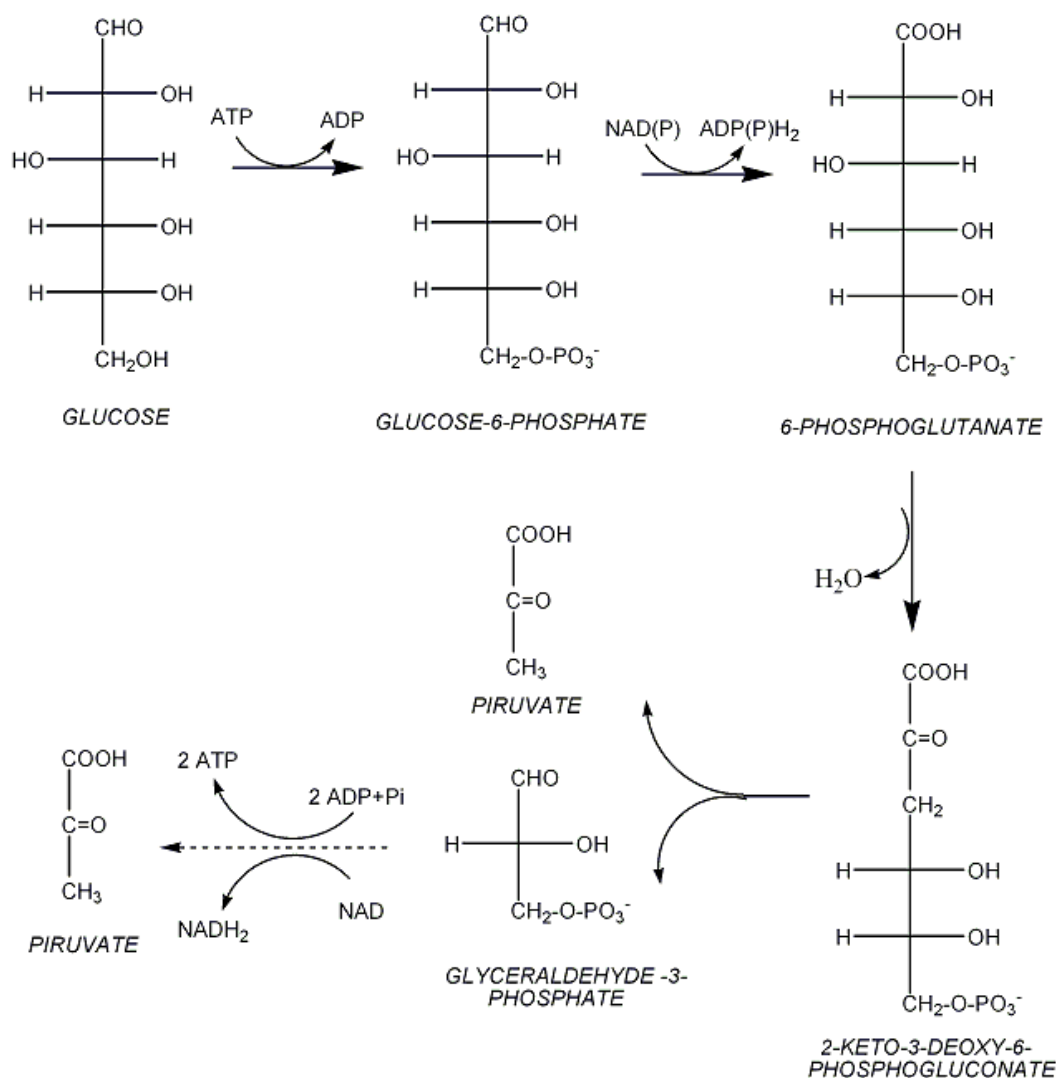 CHO
H
OH
HO
H
H
OH
H
OH
CH₂OH
GLUCOSE
ATP
ADP
CHO
H
OH
HO
H
H
OH
H
OH
CH₂-O-PO₃⁻
GLUCOSE-6-PHOSPHATE
NAD(P)
ADP(P)H₂
COOH
H
OH
HO
H
H
OH
H
OH
CH₂-O-PO₃⁻
6-PHOSPHOGLUTANATE
H₂O
COOH
C=O
CH₂
H
OH
H
OH
CH₂-O-PO₃⁻
2-KETO-3-DEOXY-6-
PHOSPHOGLUCONATE
COOH
C=O
CH₃
PIRUVATE
CHO
H
OH
CH₂-O-PO₃⁻
GLYCERALDEHYDE -3-
PHOSPHATE
2 ATP
2 ADP+Pi
NADH₂
NAD
COOH
C=O
CH₃
PIRUVATE